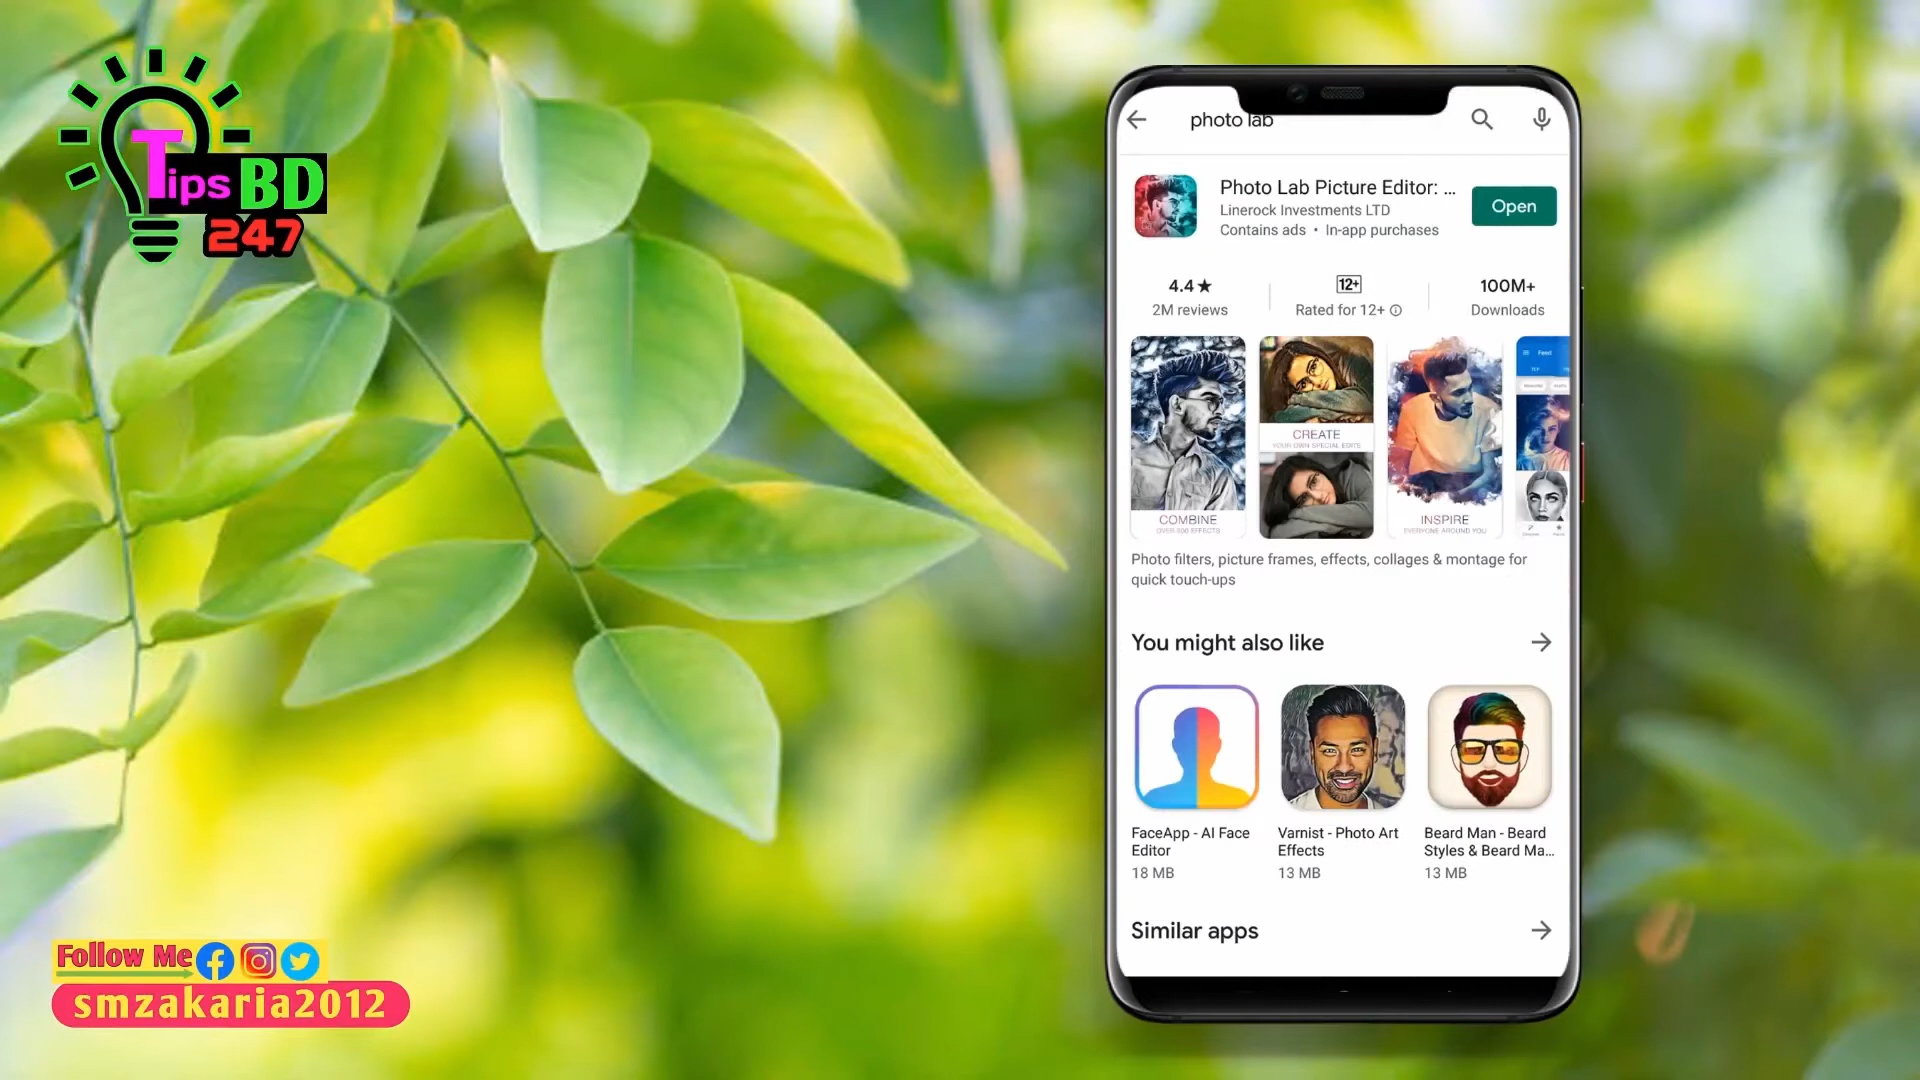 Tips BD
247
photo lab
Photo Lab Picture Editor: ...
Linerock Investments LTD
Contains ads • In-app purchases
Open
4.4★
2M reviews
12+
Rated for 12+
100M+
Downloads
COMBINE
OVER 900 EFFECTS
CREATE
YOUR OWN SPECIAL EDITS
INSPIRE
EVERYONE AROUND YOU
Feed
Photo filters, picture frames, effects, collages & montage for
quick touch-ups
You might also like
FaceApp - AI Face
Editor
18 MB
Varnist - Photo Art
Effects
13 MB
Beard Man - Beard
Styles & Beard Ma...
13 MB
Similar apps
Follow Me
smzakaria2012